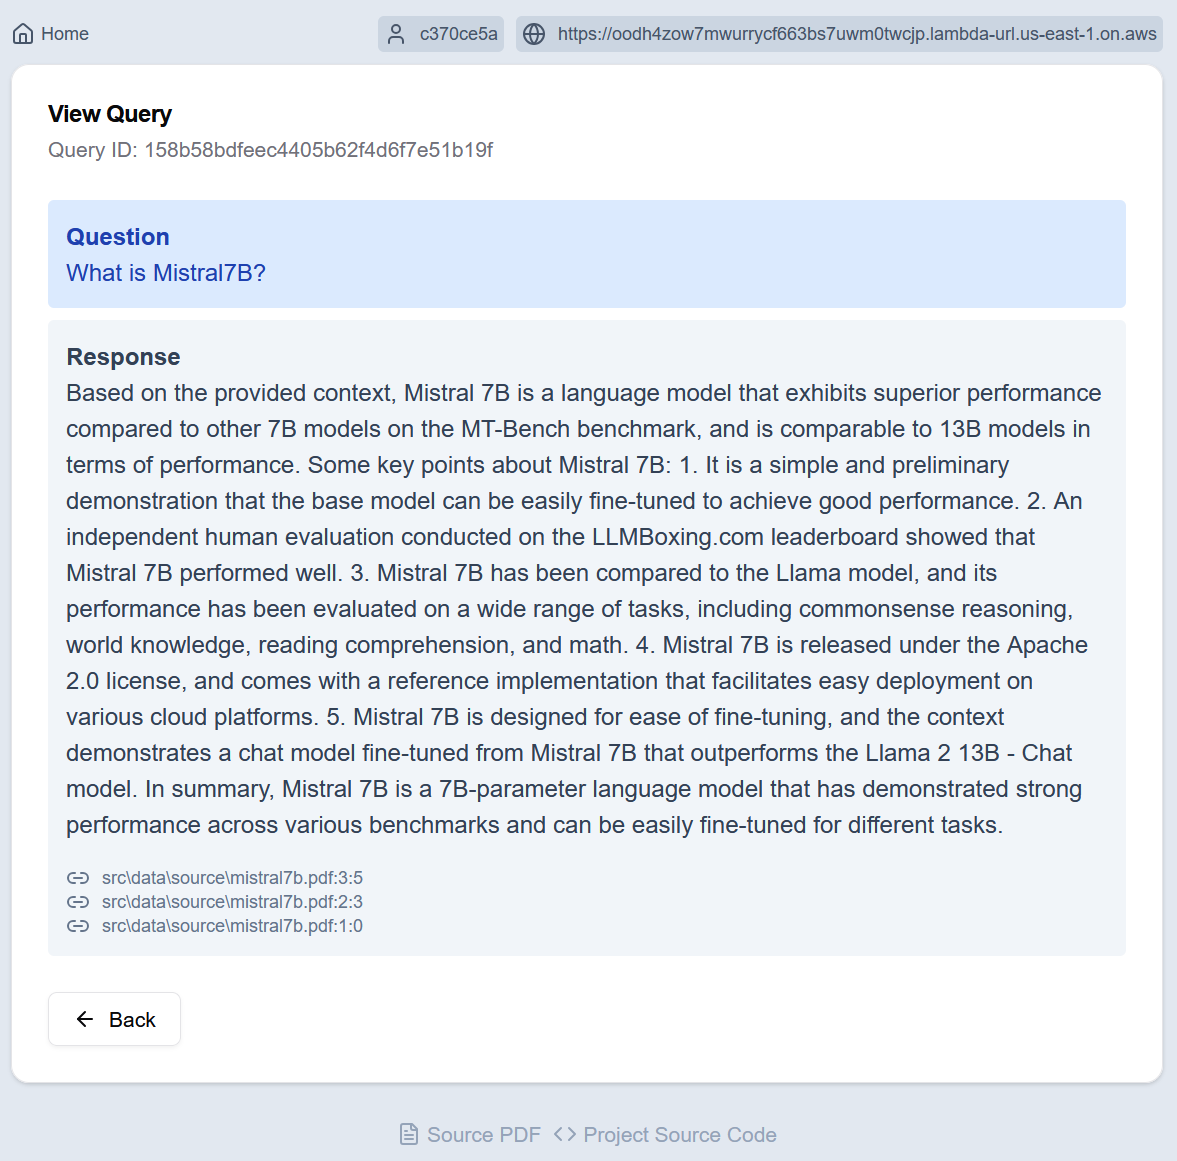 Home
c370ce5a
https://oodh4zow7mwurrycf663bs7uwm0twcjp.lambda-url.us-east-1.on.aws
View Query
Query ID: 158b58bdfeec4405b62f4d6f7e51b19f
Question
What is Mistral7B?
Response
Based on the provided context, Mistral 7B is a language model that exhibits superior performance
compared to other 7B models on the MT-Bench benchmark, and is comparable to 13B models in
terms of performance. Some key points about Mistral 7B: 1. It is a simple and preliminary
demonstration that the base model can be easily fine-tuned to achieve good performance. 2. An
independent human evaluation conducted on the LLMBoxing.com leaderboard showed that
Mistral 7B performed well. 3. Mistral 7B has been compared to the Llama model, and its
performance has been evaluated on a wide range of tasks, including commonsense reasoning,
world knowledge, reading comprehension, and math. 4. Mistral 7B is released under the Apache
2.0 license, and comes with a reference implementation that facilitates easy deployment on
various cloud platforms. 5. Mistral 7B is designed for ease of fine-tuning, and the context
demonstrates a chat model fine-tuned from Mistral 7B that outperforms the Llama 2 13B - Chat
model. In summary, Mistral 7B is a 7B-parameter language model that has demonstrated strong
performance across various benchmarks and can be easily fine-tuned for different tasks.
src\data\source\mistral7b.pdf:3:5
src\data\source\mistral7b.pdf:2:3
src\data\source\mistral7b.pdf:1:0
Back
Source PDF
Project Source Code